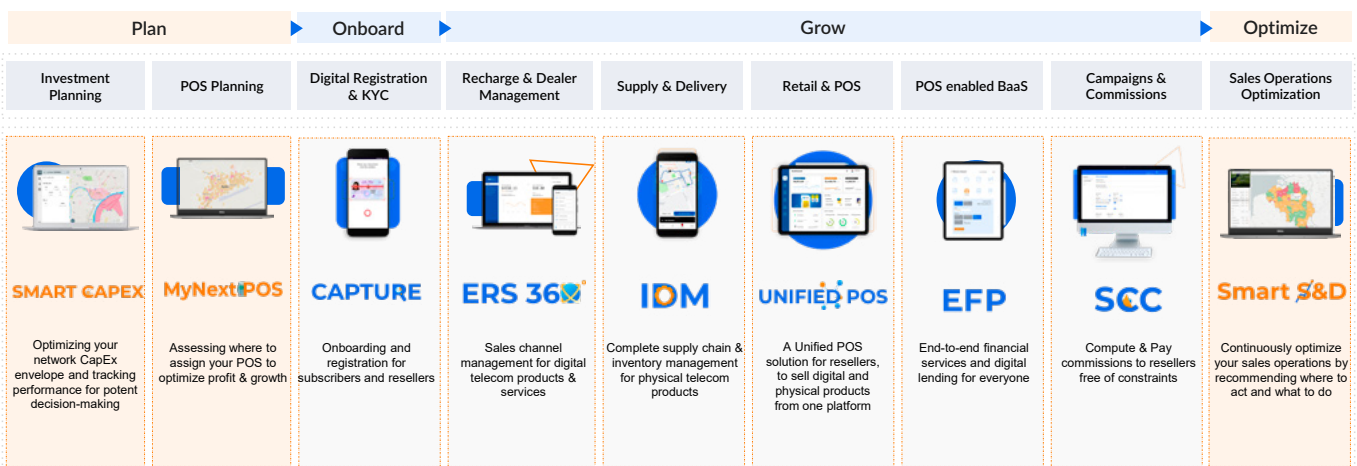 Plan
Onboard
Grow
Optimize
Investment
Planning
POS Planning
Digital Registration
& KYC
Recharge & Dealer
Management
Supply & Delivery
Retail & POS
POS enabled BaaS
Campaigns &
Commissions
Sales Operations
Optimization
SMART CAPEX
MyNext POS
CAPTURE
ERS 360
IDM
UNIFIED POS
EFP
SCC
Smart S&D
Optimizing your
network CapEx
envelope and tracking
performance for potent
decision-making
Assessing where to
assign your POS to
optimize profit & growth
Onboarding and
registration for
subscribers and resellers
Sales channel
management for digital
telecom products &
services
Complete supply chain &
inventory management
for physical telecom
products
A Unified POS
solution for resellers,
to sell digital and
physical products
from one platform
End-to-end financial
services and digital
lending for everyone
Compute & Pay
commissions to resellers
free of constraints
Continuously optimize
your sales operations by
recommending where to
act and what to do